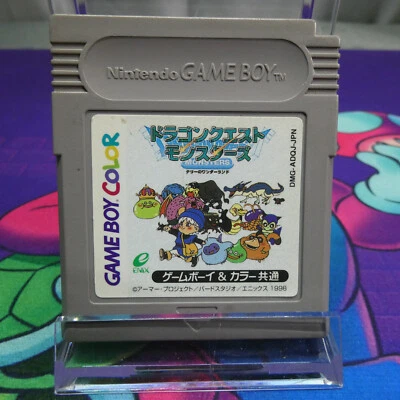 Nintendo GAME BOY™
ドラゴンクエスト
モンスターズ
MONSTERS
テリーのワンダーランド
DMG-ADQJ-JPN
GAME BOY COLOR
ENIX
ゲームボーイ & カラー共通
©アーマー・プロジェクト/バードスタジオ/エニックス 1998